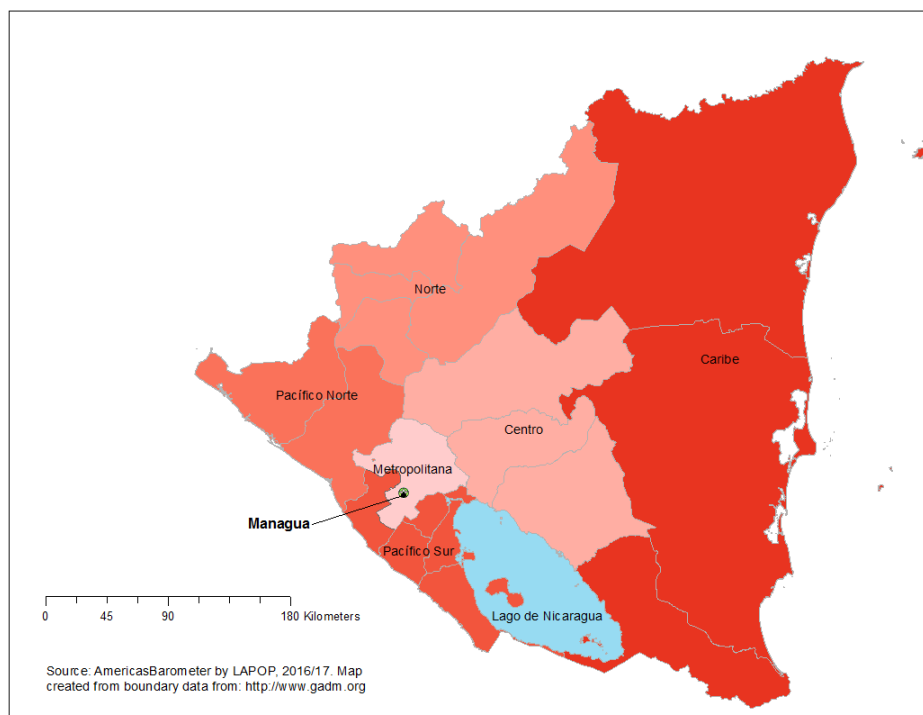 Norte
Caribe
Pacífico Norte
Centro
Metropolitana
Managua
Pacífico Sur
Lago de Nicaragua
0 45 90 180 Kilometers
Source: AmericasBarometer by LAPOP, 2016/17. Map
created from boundary data from: http://www.gadm.org